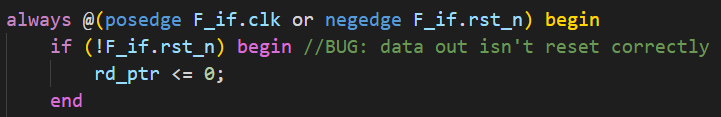 always @(posedge F_if.clk or negedge F_if.rst_n) begin
    if (!F_if.rst_n) begin //BUG: data out isn't reset correctly
        rd_ptr <= 0;
    end